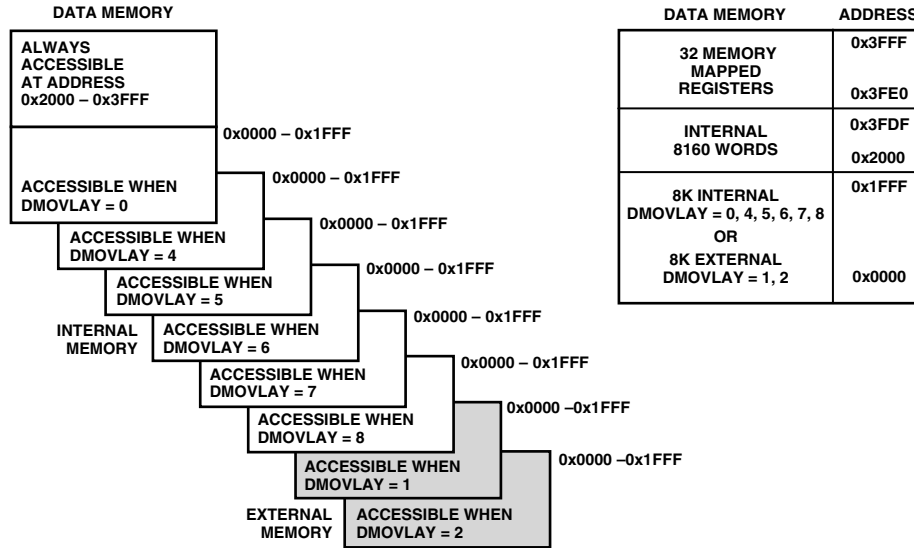 DATA MEMORY
ALWAYS
ACCESSIBLE
AT ADDRESS
0x2000 – 0x3FFF
0x0000 – 0x1FFF
ACCESSIBLE WHEN
DMOVLAY = 0
0x0000 – 0x1FFF
ACCESSIBLE WHEN
DMOVLAY = 4
0x0000 – 0x1FFF
ACCESSIBLE WHEN
DMOVLAY = 5
0x0000 – 0x1FFF
INTERNAL
MEMORY
ACCESSIBLE WHEN
DMOVLAY = 6
0x0000 – 0x1FFF
ACCESSIBLE WHEN
DMOVLAY = 7
0x0000 – 0x1FFF
ACCESSIBLE WHEN
DMOVLAY = 8
0x0000 –0x1FFF
ACCESSIBLE WHEN
DMOVLAY = 1
0x0000 –0x1FFF
EXTERNAL
MEMORY
ACCESSIBLE WHEN
DMOVLAY = 2
DATA MEMORY ADDRESS
32 MEMORY
MAPPED
REGISTERS
0x3FFF
0x3FE0
INTERNAL
8160 WORDS
0x3FDF
0x2000
8K INTERNAL
DMOVLAY = 0, 4, 5, 6, 7, 8
OR
8K EXTERNAL
DMOVLAY = 1, 2
0x1FFF
0x0000